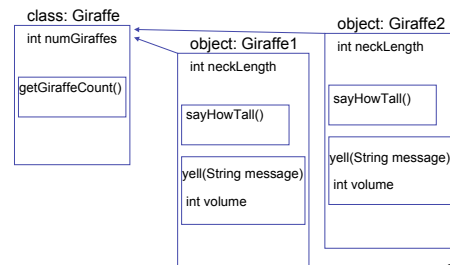 class: Giraffe
int numGiraffes
getGiraffeCount()
object: Giraffe1
int neckLength
sayHowTall()
yell(String message)
int volume
object: Giraffe2
int neckLength
sayHowTall()
yell(String message)
int volume